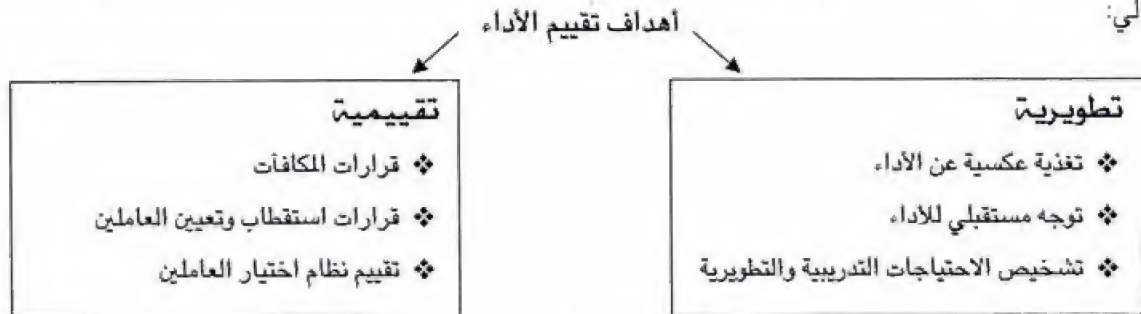 لي:
أهداف تقييم الأداء
تطويرية
❖ تغذية عكسية عن الأداء
❖ توجه مستقبلي للأداء
❖ تشخيص الاحتياجات التدريبية والتطويرية
تقييمية
❖ قرارات المكافآت
❖ قرارات استقطاب وتعيين العاملين
❖ تقييم نظام اختيار العاملين